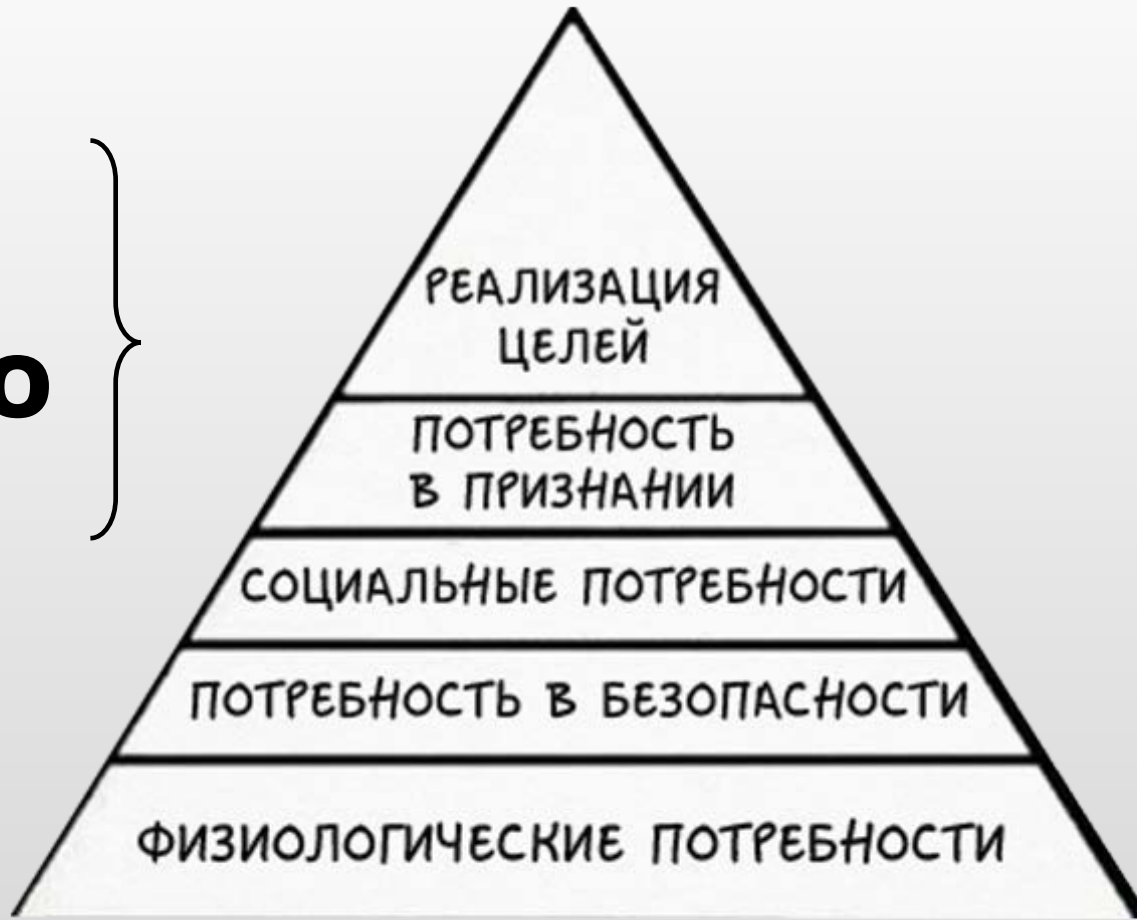 РЕАЛИЗАЦИЯ
ЦЕЛЕЙ
ПОТРЕБНОСТЬ
В ПРИЗНАНИИ
СОЦИАЛЬНЫЕ ПОТРЕБНОСТИ
ПОТРЕБНОСТЬ В БЕЗОПАСНОСТИ
ФИЗИОЛОГИЧЕСКИЕ ПОТРЕБНОСТИ